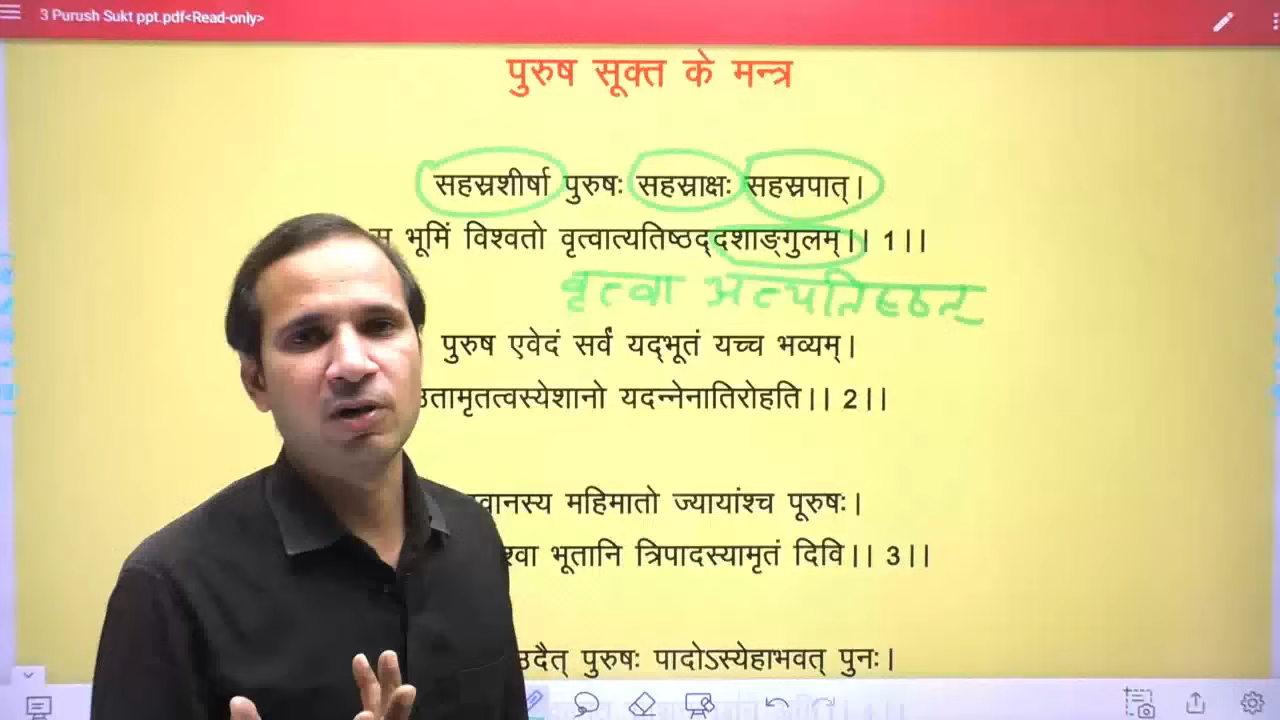 3 Purush Sukt ppt.pdf<Read-only>
पुरुष सूक्त के मन्त्र
सहस्रशीर्षा पुरुषः सहस्राक्षः सहस्रपात्।
स भूमिं विश्वतो वृत्वात्यतिष्ठद्दशाङ्गुलम्।। 1।।
वृत्वा अत्यतिष्ठत्
पुरुष एवेदं सर्वं यद्भूतं यच्च भव्यम्।
उतामृतत्वस्येशानो यदन्नेनातिरोहति।। 2।।
महिमातो ज्यायांश्च पूरुषः।
भूतानि त्रिपादस्यामृतं दिवि।। 3।।
उदैत् पुरुषः पादोऽस्येहाभवत् पुनः।